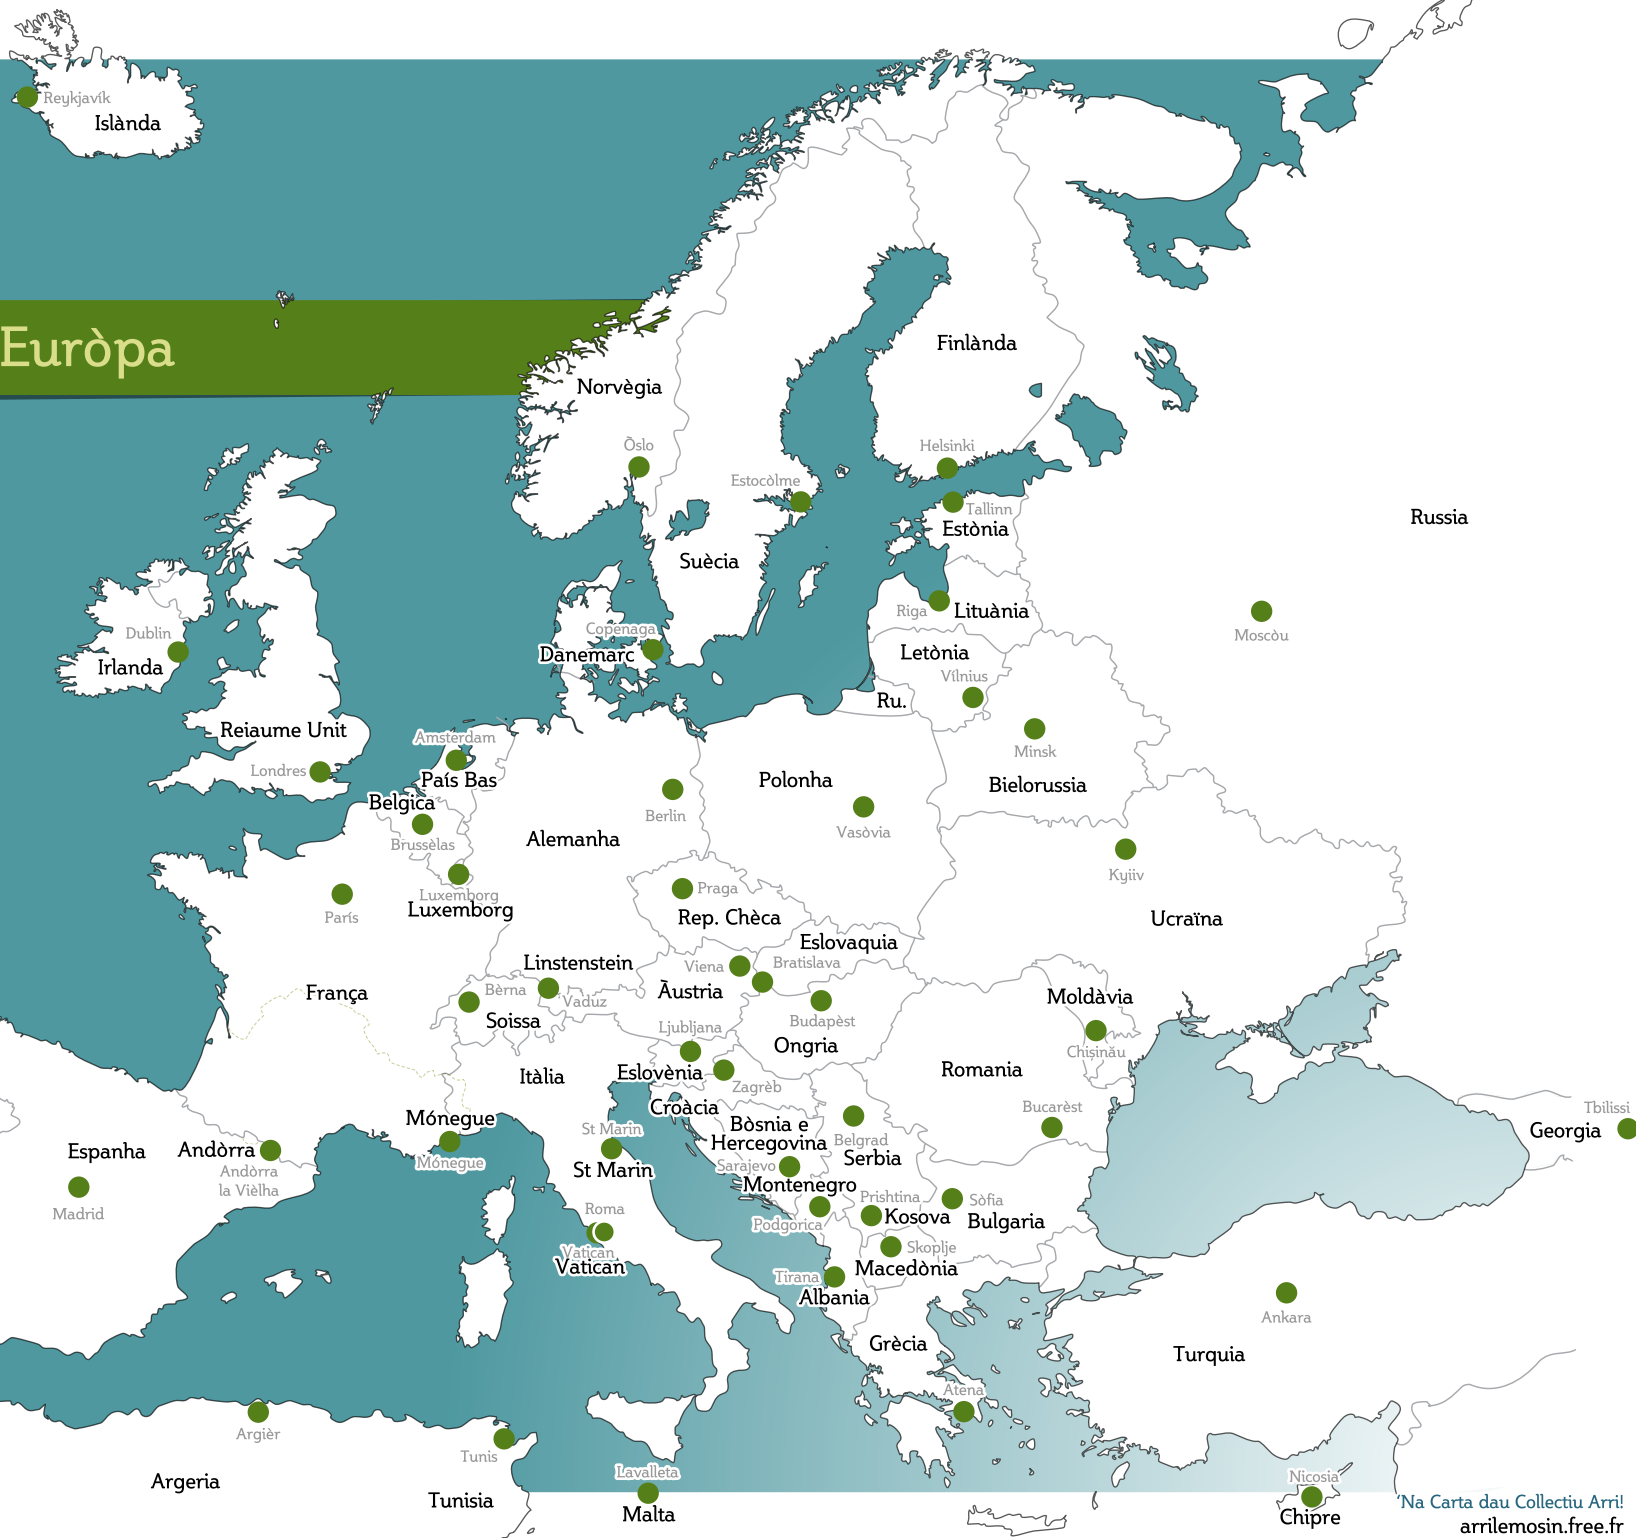 Reykjavík
Islànda
Euròpa
Finlànda
Norvègia
Òslo
Helsinki
Estocòlme
Tallinn
Estònia
Russia
Suècia
Riga
Lituània
Moscòu
Dublin
Irlanda
Copenaga
Danemarc
Letònia
Vílnius
Ru.
Reiaume Unit
Londres
Amsterdam
País Bas
Belgica
Brussèlas
Minsk
Bielorussia
Polonha
Vasòvia
Berlin
Alemanha
Kyiiv
Ucraïna
París
Luxemborg
Luxemborg
Praga
Rep. Chèca
Eslovaquia
Bratislava
Viena
Àustria
Linstenstein
Vaduz
Bèrna
Soissa
França
Budapèst
Ongria
Moldàvia
Chișinău
Ljubljana
Eslovènia
Zagrèb
Croàcia
Itàlia
Romania
Bucarèst
Tbilissi
Georgia
Mónegue
Mónegue
Espanha
Madrid
Andòrra
Andòrra
la Vièlha
St Marin
St Marin
Bòsnia e
Hercegovina
Sarajevo
Belgrad
Serbia
Montenegro
Podgorica
Prishtina
Kosova
Sòfia
Bulgaria
Roma
Vatican
Vatican
Skoplje
Macedònia
Tirana
Albania
Grècia
Atena
Ankara
Turquia
Argièr
Argeria
Tunis
Tunisia
Lavalleta
Malta
Nicosia
Chipre
'Na Carta dau Collectiu Arri!
arrilemosin.free.fr